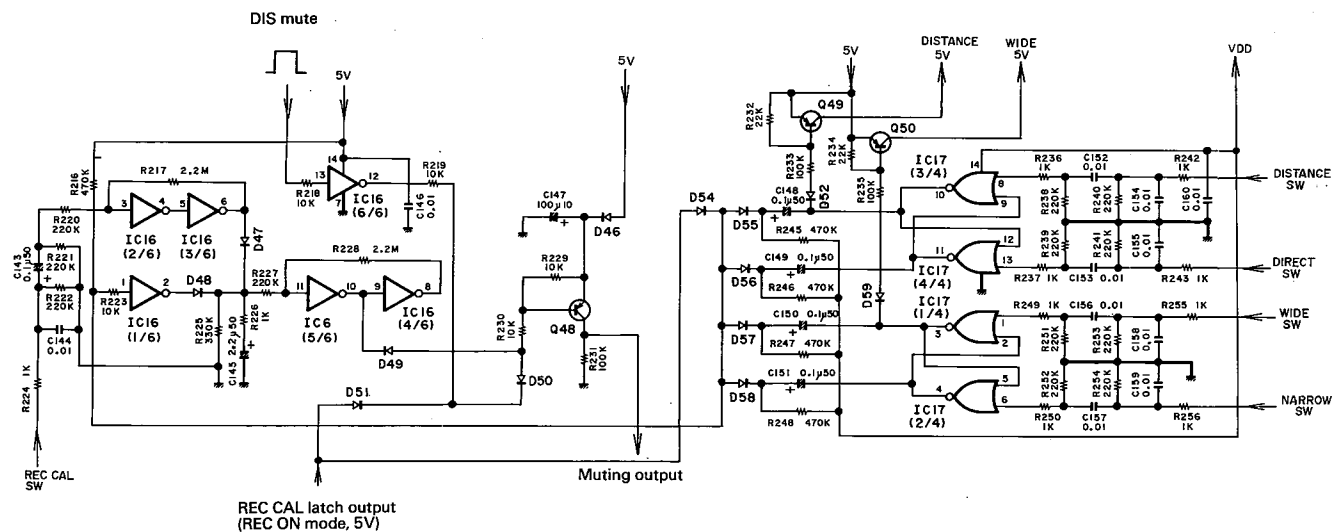 DIS mute
5V
5V
5V
DISTANCE
5V
WIDE
5V
VDD
R216
470K
R217 2.2M
R218
10K
14
13
12
7
IC16
(6/6)
C146
0.01
R219
10K
R220
220K
3
4
5
6
IC16
(2/6)
IC16
(3/6)
D47
C143
0.1µ50
+
R221
220K
R222
220K
R223
10K
1
2
IC16
(1/6)
D48
R225
330K
R227
220K
R226
1K
R228 2.2M
11
10
9
8
IC6
(5/6)
IC16
(4/6)
C144
0.01
C145 2•2µ50
+
R224 1K
D49
D51
C147
100µ10
+
D46
R229
10K
R230
10K
Q48
D50
R231
100K
REC CAL
SW
REC CAL latch output
(REC ON mode, 5V)
Muting output
R232
22K
Q49
R233
100K
R234
22K
Q50
R235
100K
D54
D55
C148
0.1µ50
+
D52
R245 470K
C149 0.1µ50
+
D56
R246 470K
D59
C150 0.1µ50
+
D57
R247 470K
C151 0.1µ50
+
D58
R248 470K
IC17
(3/4)
14
10
8
9
11
12
13
7
IC17
(4/4)
IC17
(1/4)
3
1
2
4
5
6
IC17
(2/4)
R236
1K
C152
0.01
R242
1K
R238
220K
R240
220K
C154
0.01
C160
0.01
DISTANCE
SW
R239
220K
R241
220K
C155
0.01
R237 1K
C153 0.01
R243 1K
DIRECT
SW
R249 1K
C156 0.01
R255 1K
WIDE
SW
R251
220K
R253
220K
C158
0.01
R252
220K
R254
220K
C159
0.01
R250
1K
C157
0.01
R256
1K
NARROW
SW